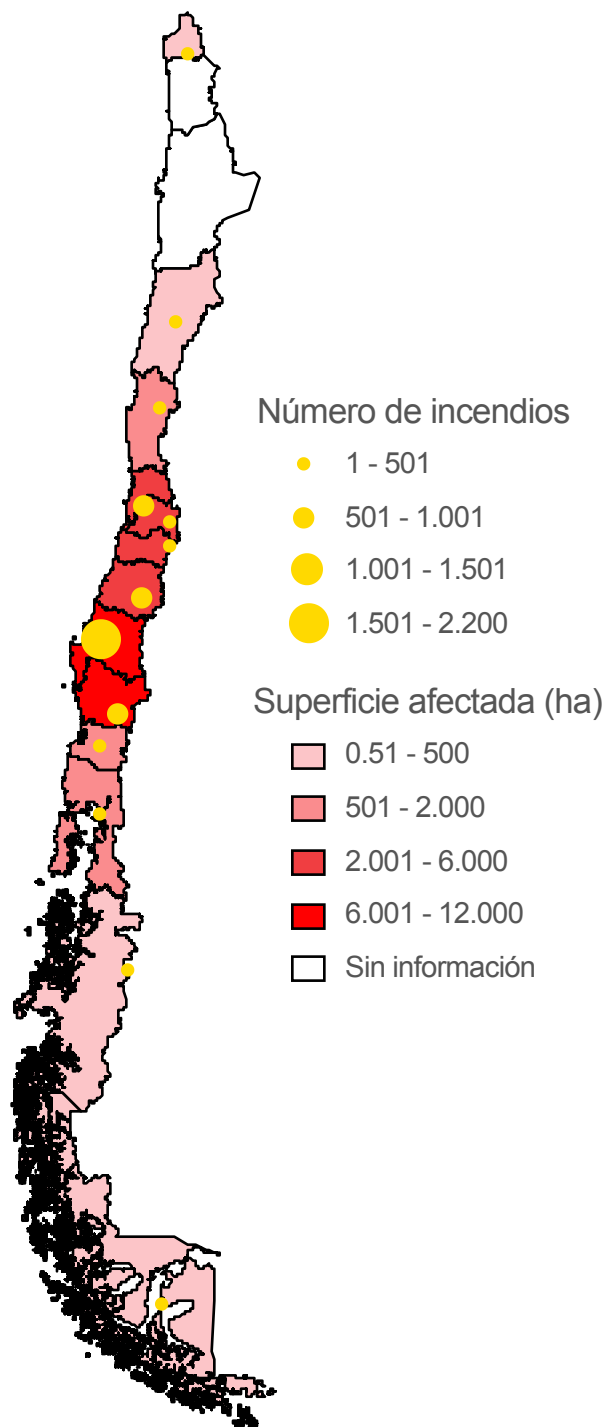 Número de incendios
1 - 501
501 - 1.001
1.001 - 1.501
1.501 - 2.200
Superficie afectada (ha)
0.51 - 500
501 - 2.000
2.001 - 6.000
6.001 - 12.000
Sin información